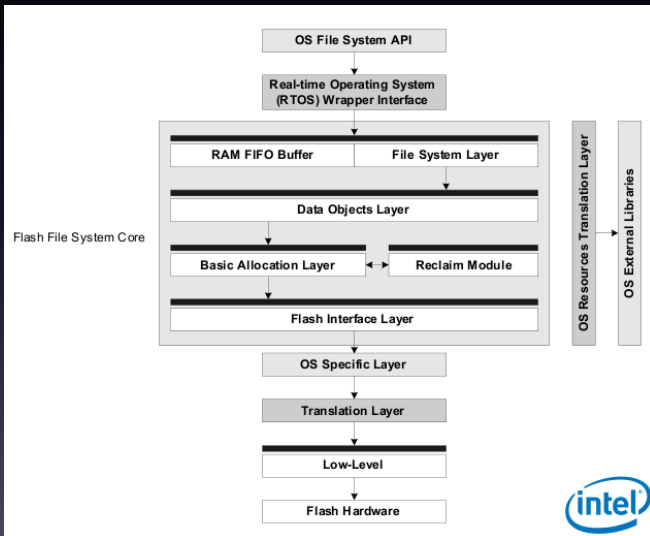 OS File System API
Real-time Operating System
(RTOS) Wrapper Interface
RAM FIFO Buffer
File System Layer
Data Objects Layer
Flash File System Core
Basic Allocation Layer
Reclaim Module
Flash Interface Layer
OS Resources Translation Layer
OS External Libraries
OS Specific Layer
Translation Layer
Low-Level
Flash Hardware
intel